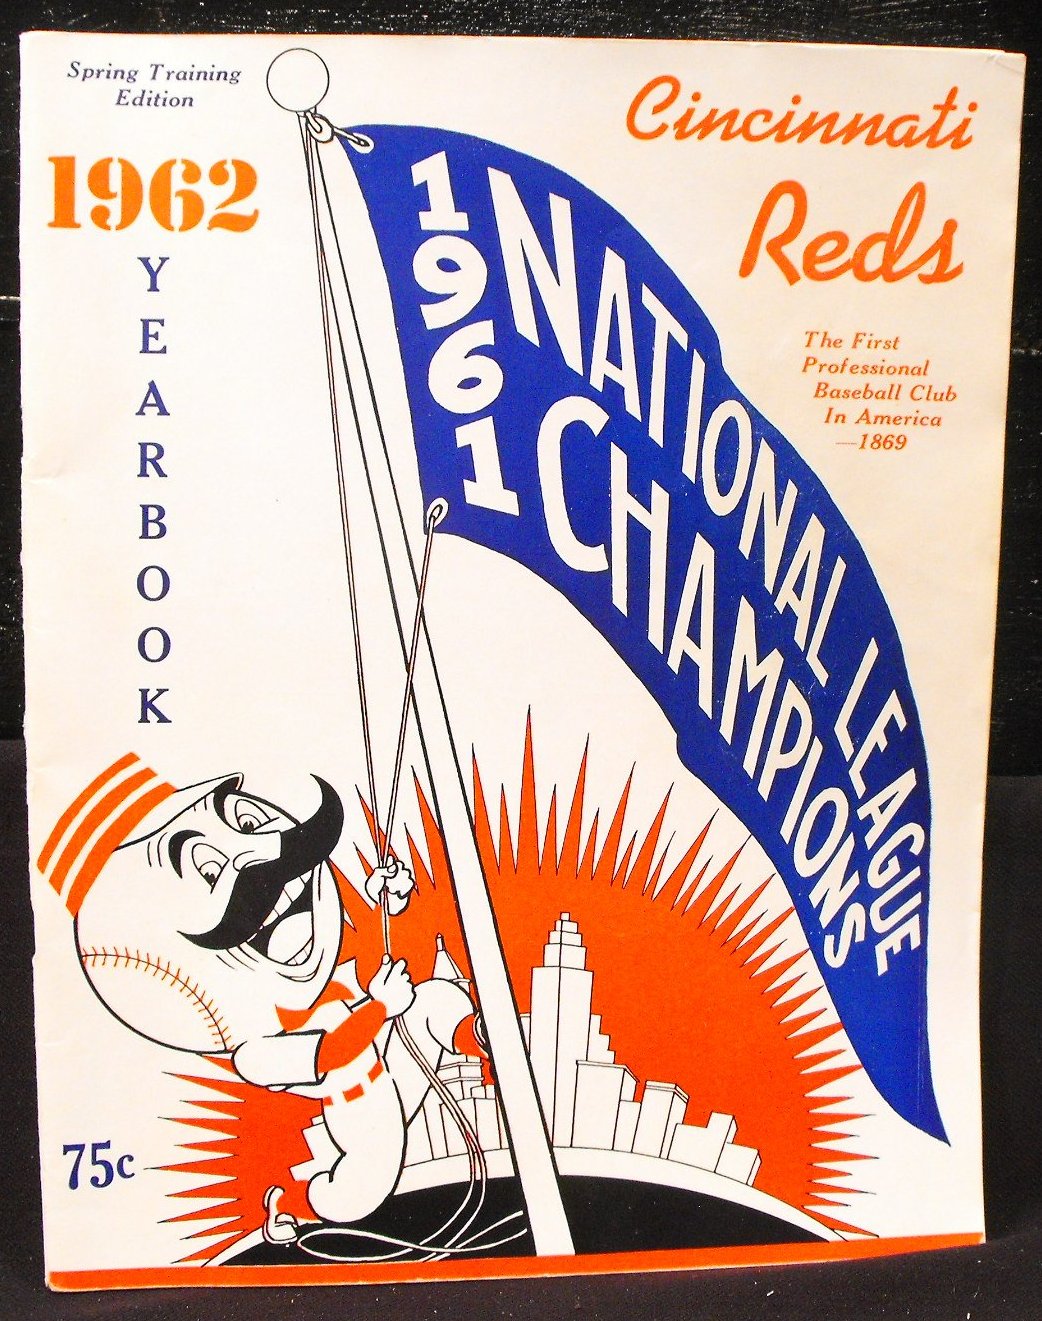 Spring Training
Edition
1962
YEARBOOK
1961
NATIONAL LEAGUE
CHAMPIONS
Cincinnati
Reds
The First
Professional
Baseball Club
In America
—1869
75c